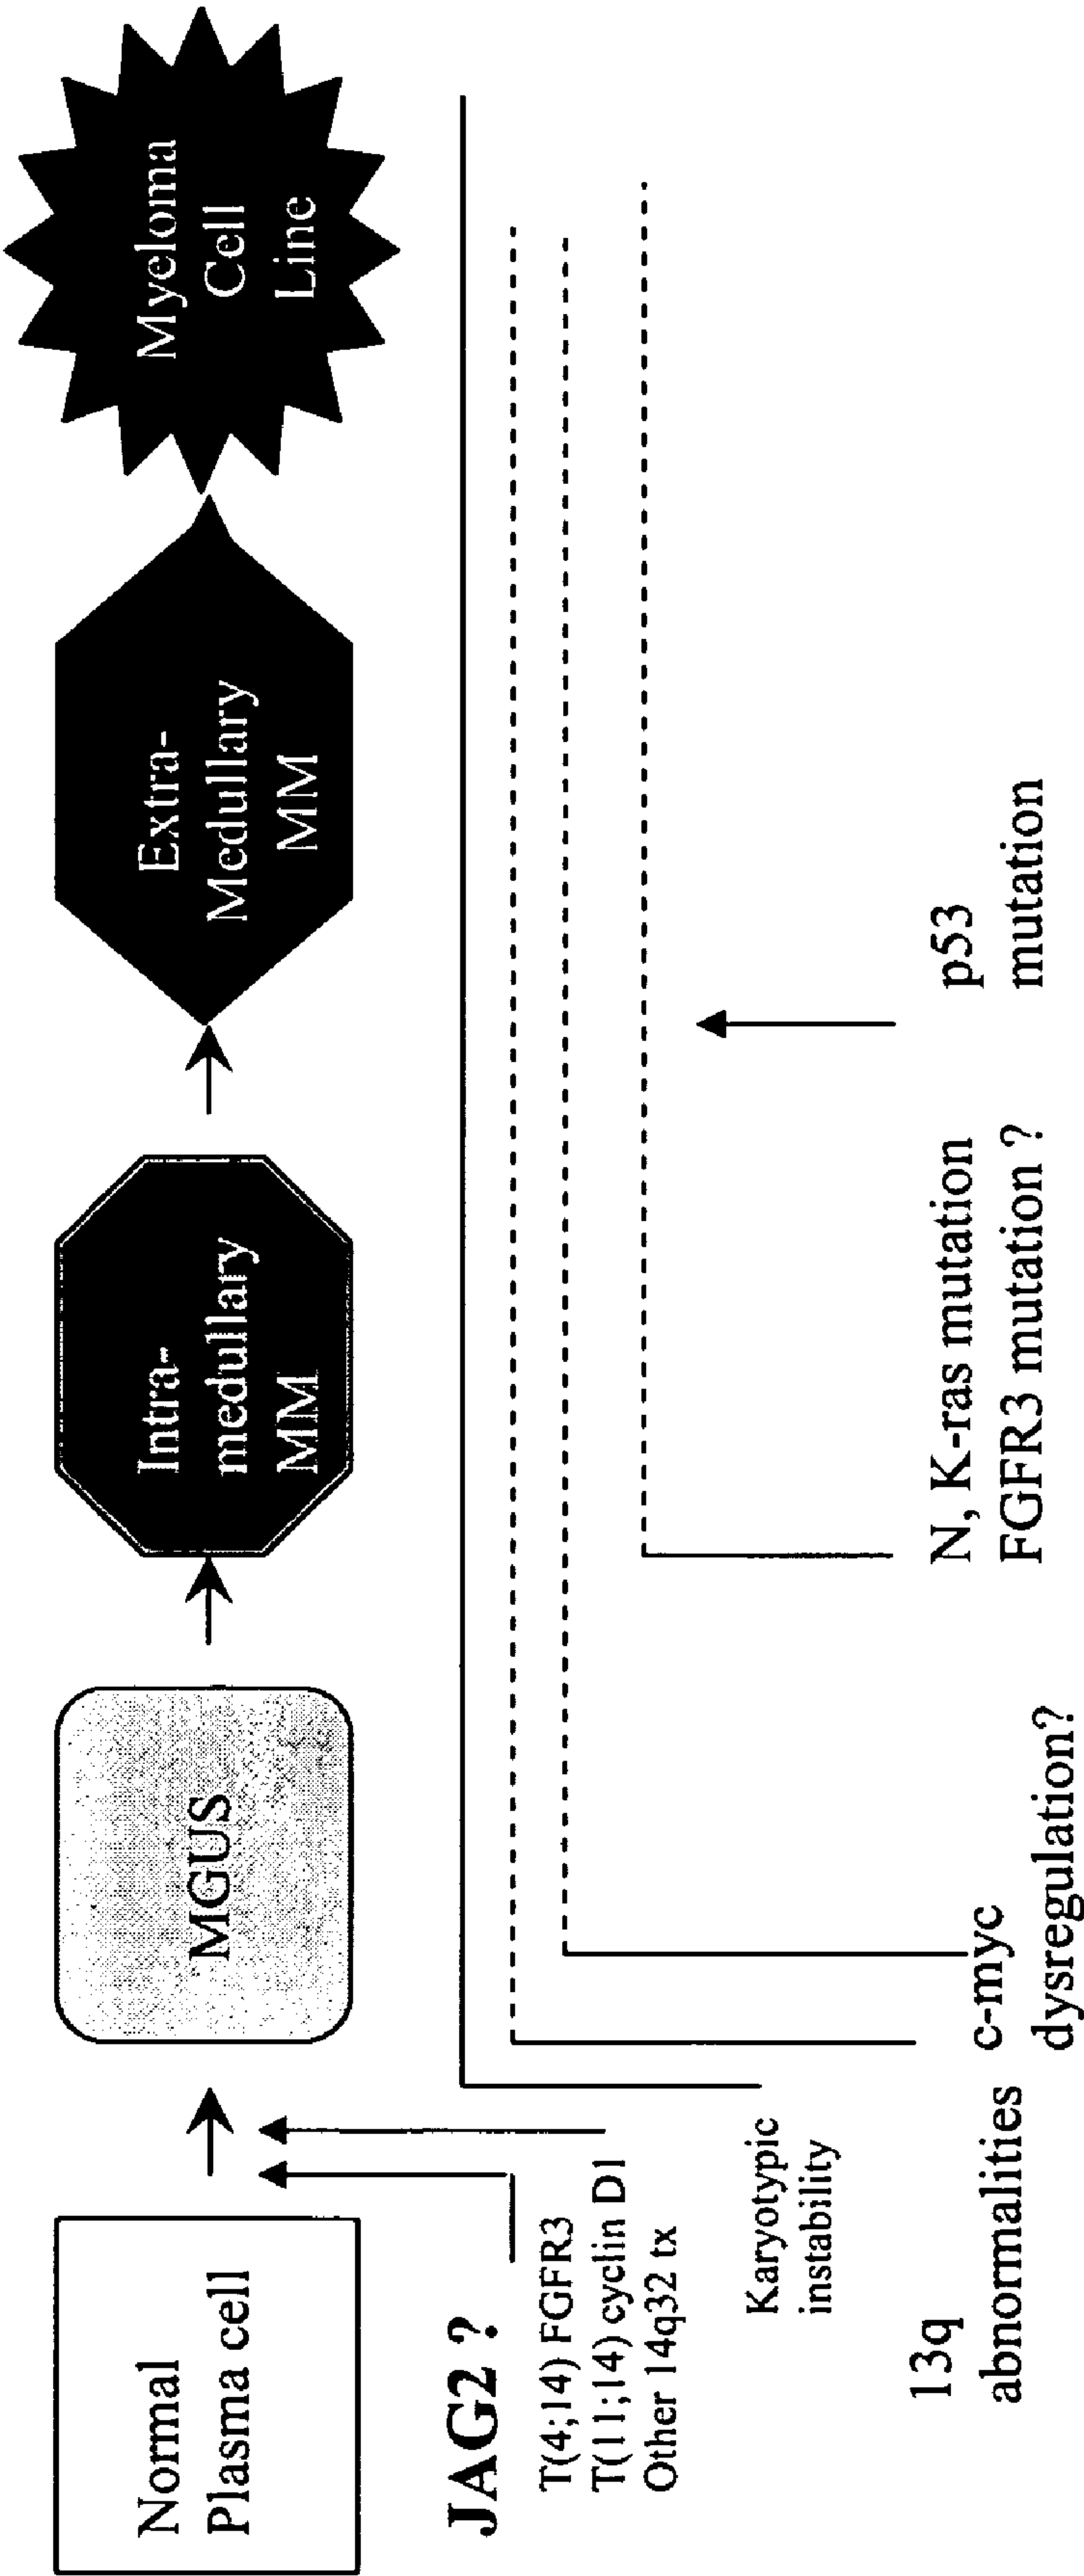 Normal
Plasma cell
MGUS
Intra-
medullary
MM
Extra-
Medullary
MM
Myeloma
Cell
Line
JAG2 ?
T(4;14) FGFR3
T(11;14) cyclin D1
Other 14q32 tx
Karyotypic
instability
13q
abnormalities
c-myc
dysregulation?
N, K-ras mutation
FGFR3 mutation ?
p53
mutation